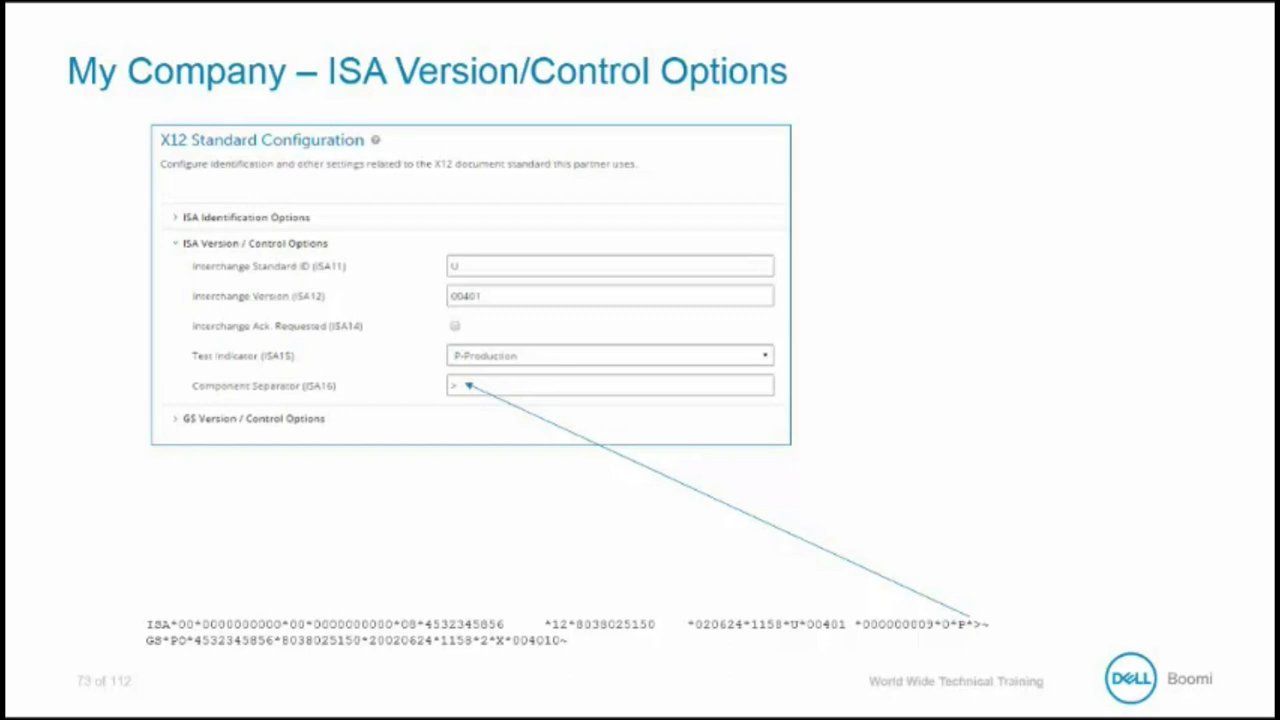 My Company – ISA Version/Control Options
X12 Standard Configuration
Configure identification and other settings related to the X12 document standard this partner uses.
ISA Identification Options
ISA Version / Control Options
Interchange Standard ID (ISA11)
U
Interchange Version (ISA12)
00401
Interchange Ack. Requested (ISA14)
Test Indicator (ISA15)
P-Production
Component Separator (ISA16)
>
GS Version / Control Options
ISA*00*0000000000*00*0000000000*08*4532345856 *12*8038025150 *020624*1158*U*00401 *000000009*0*P*>~
GS*PO*4532345856*8038025150*20020624*1158*2*X*004010~
73 of 112
World Wide Technical Training
DELL Boomi